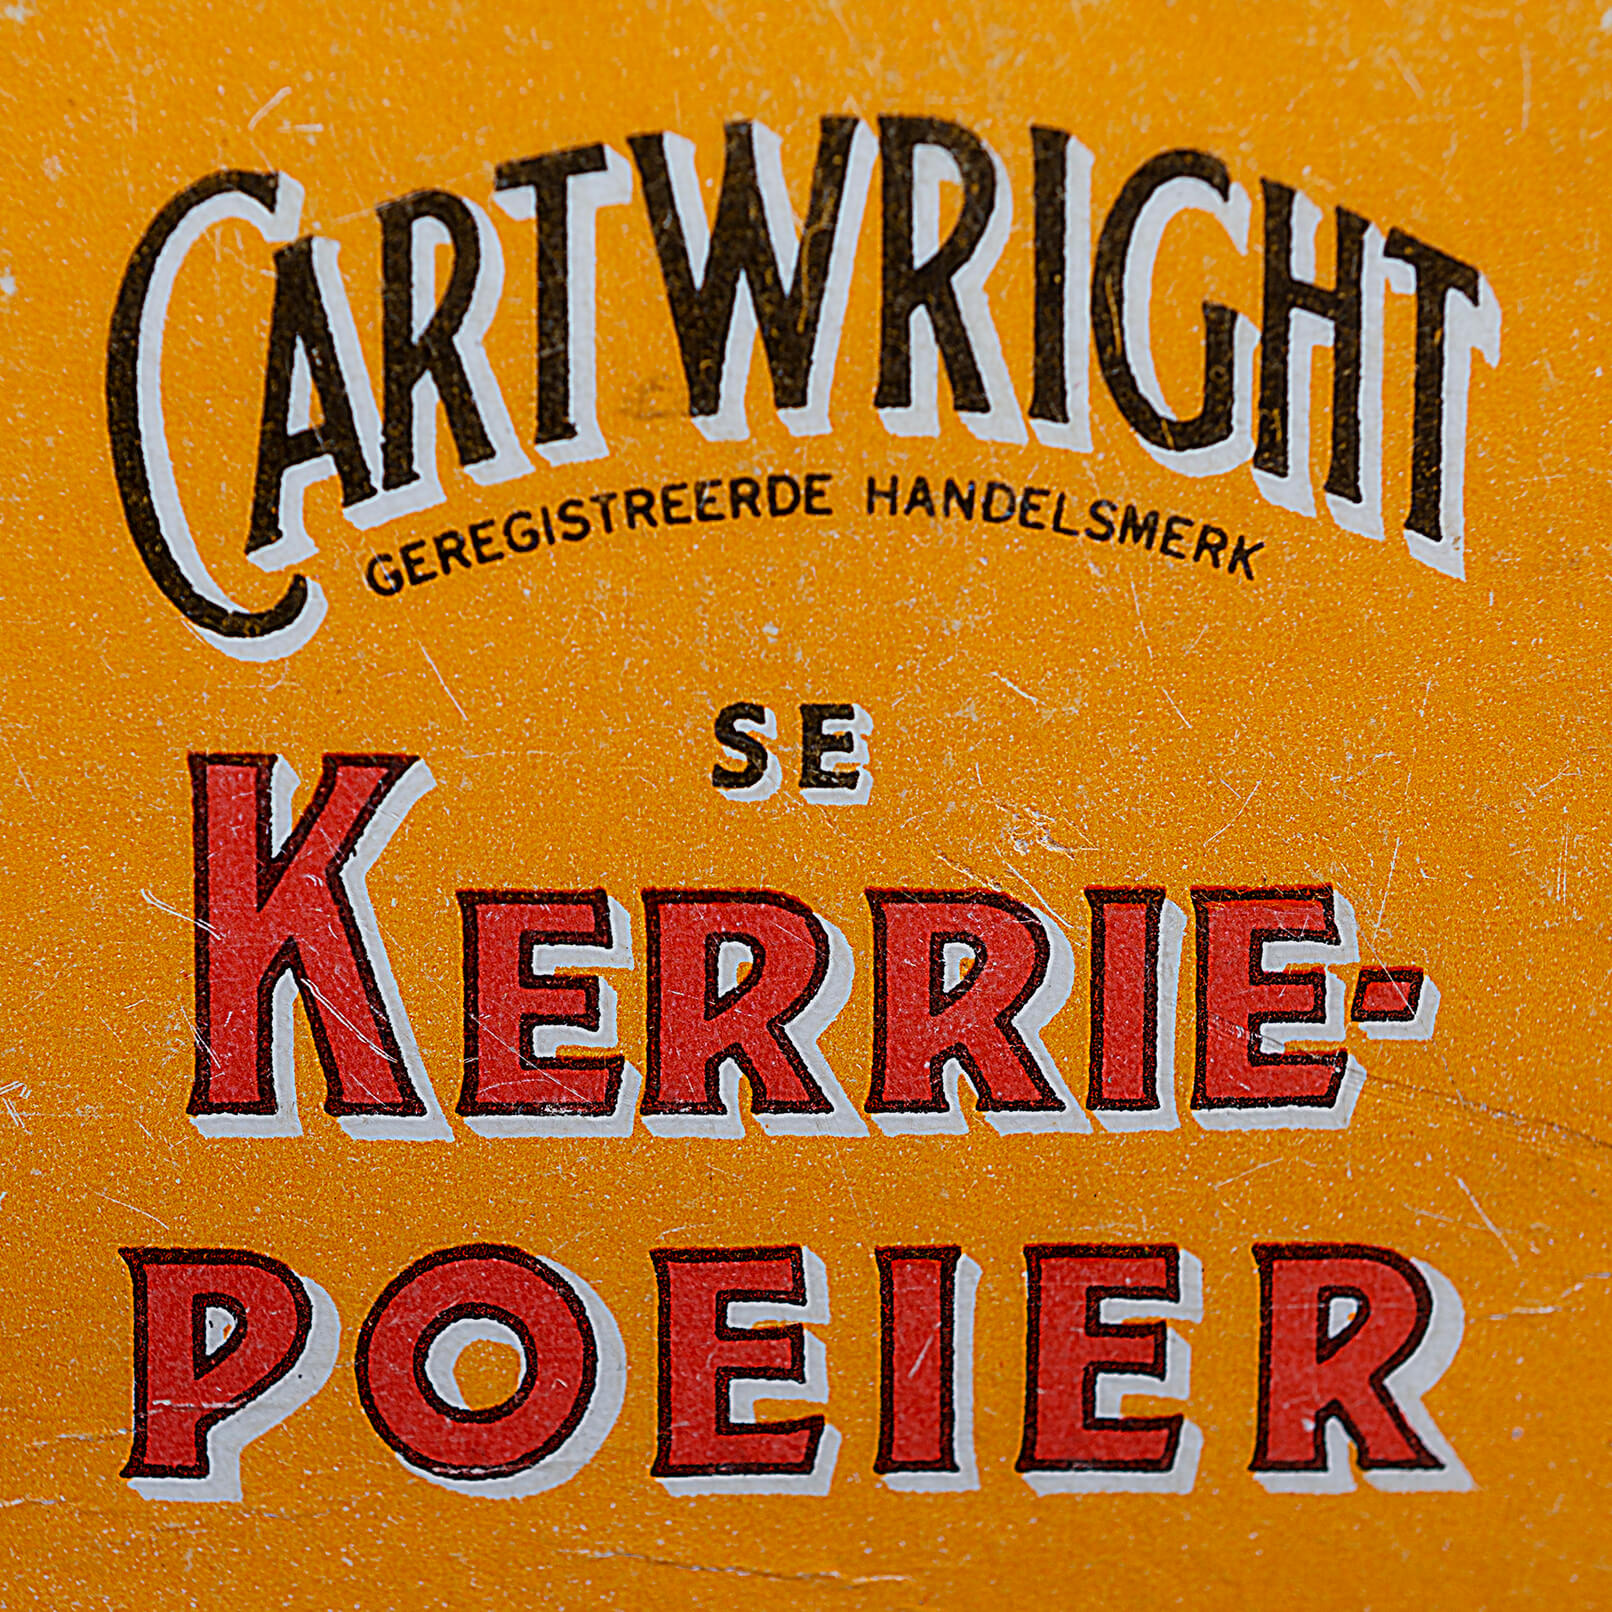 CARTWRIGHT
GEREGISTREERDE HANDELSMERK
SE
KERRIE-
POEIER